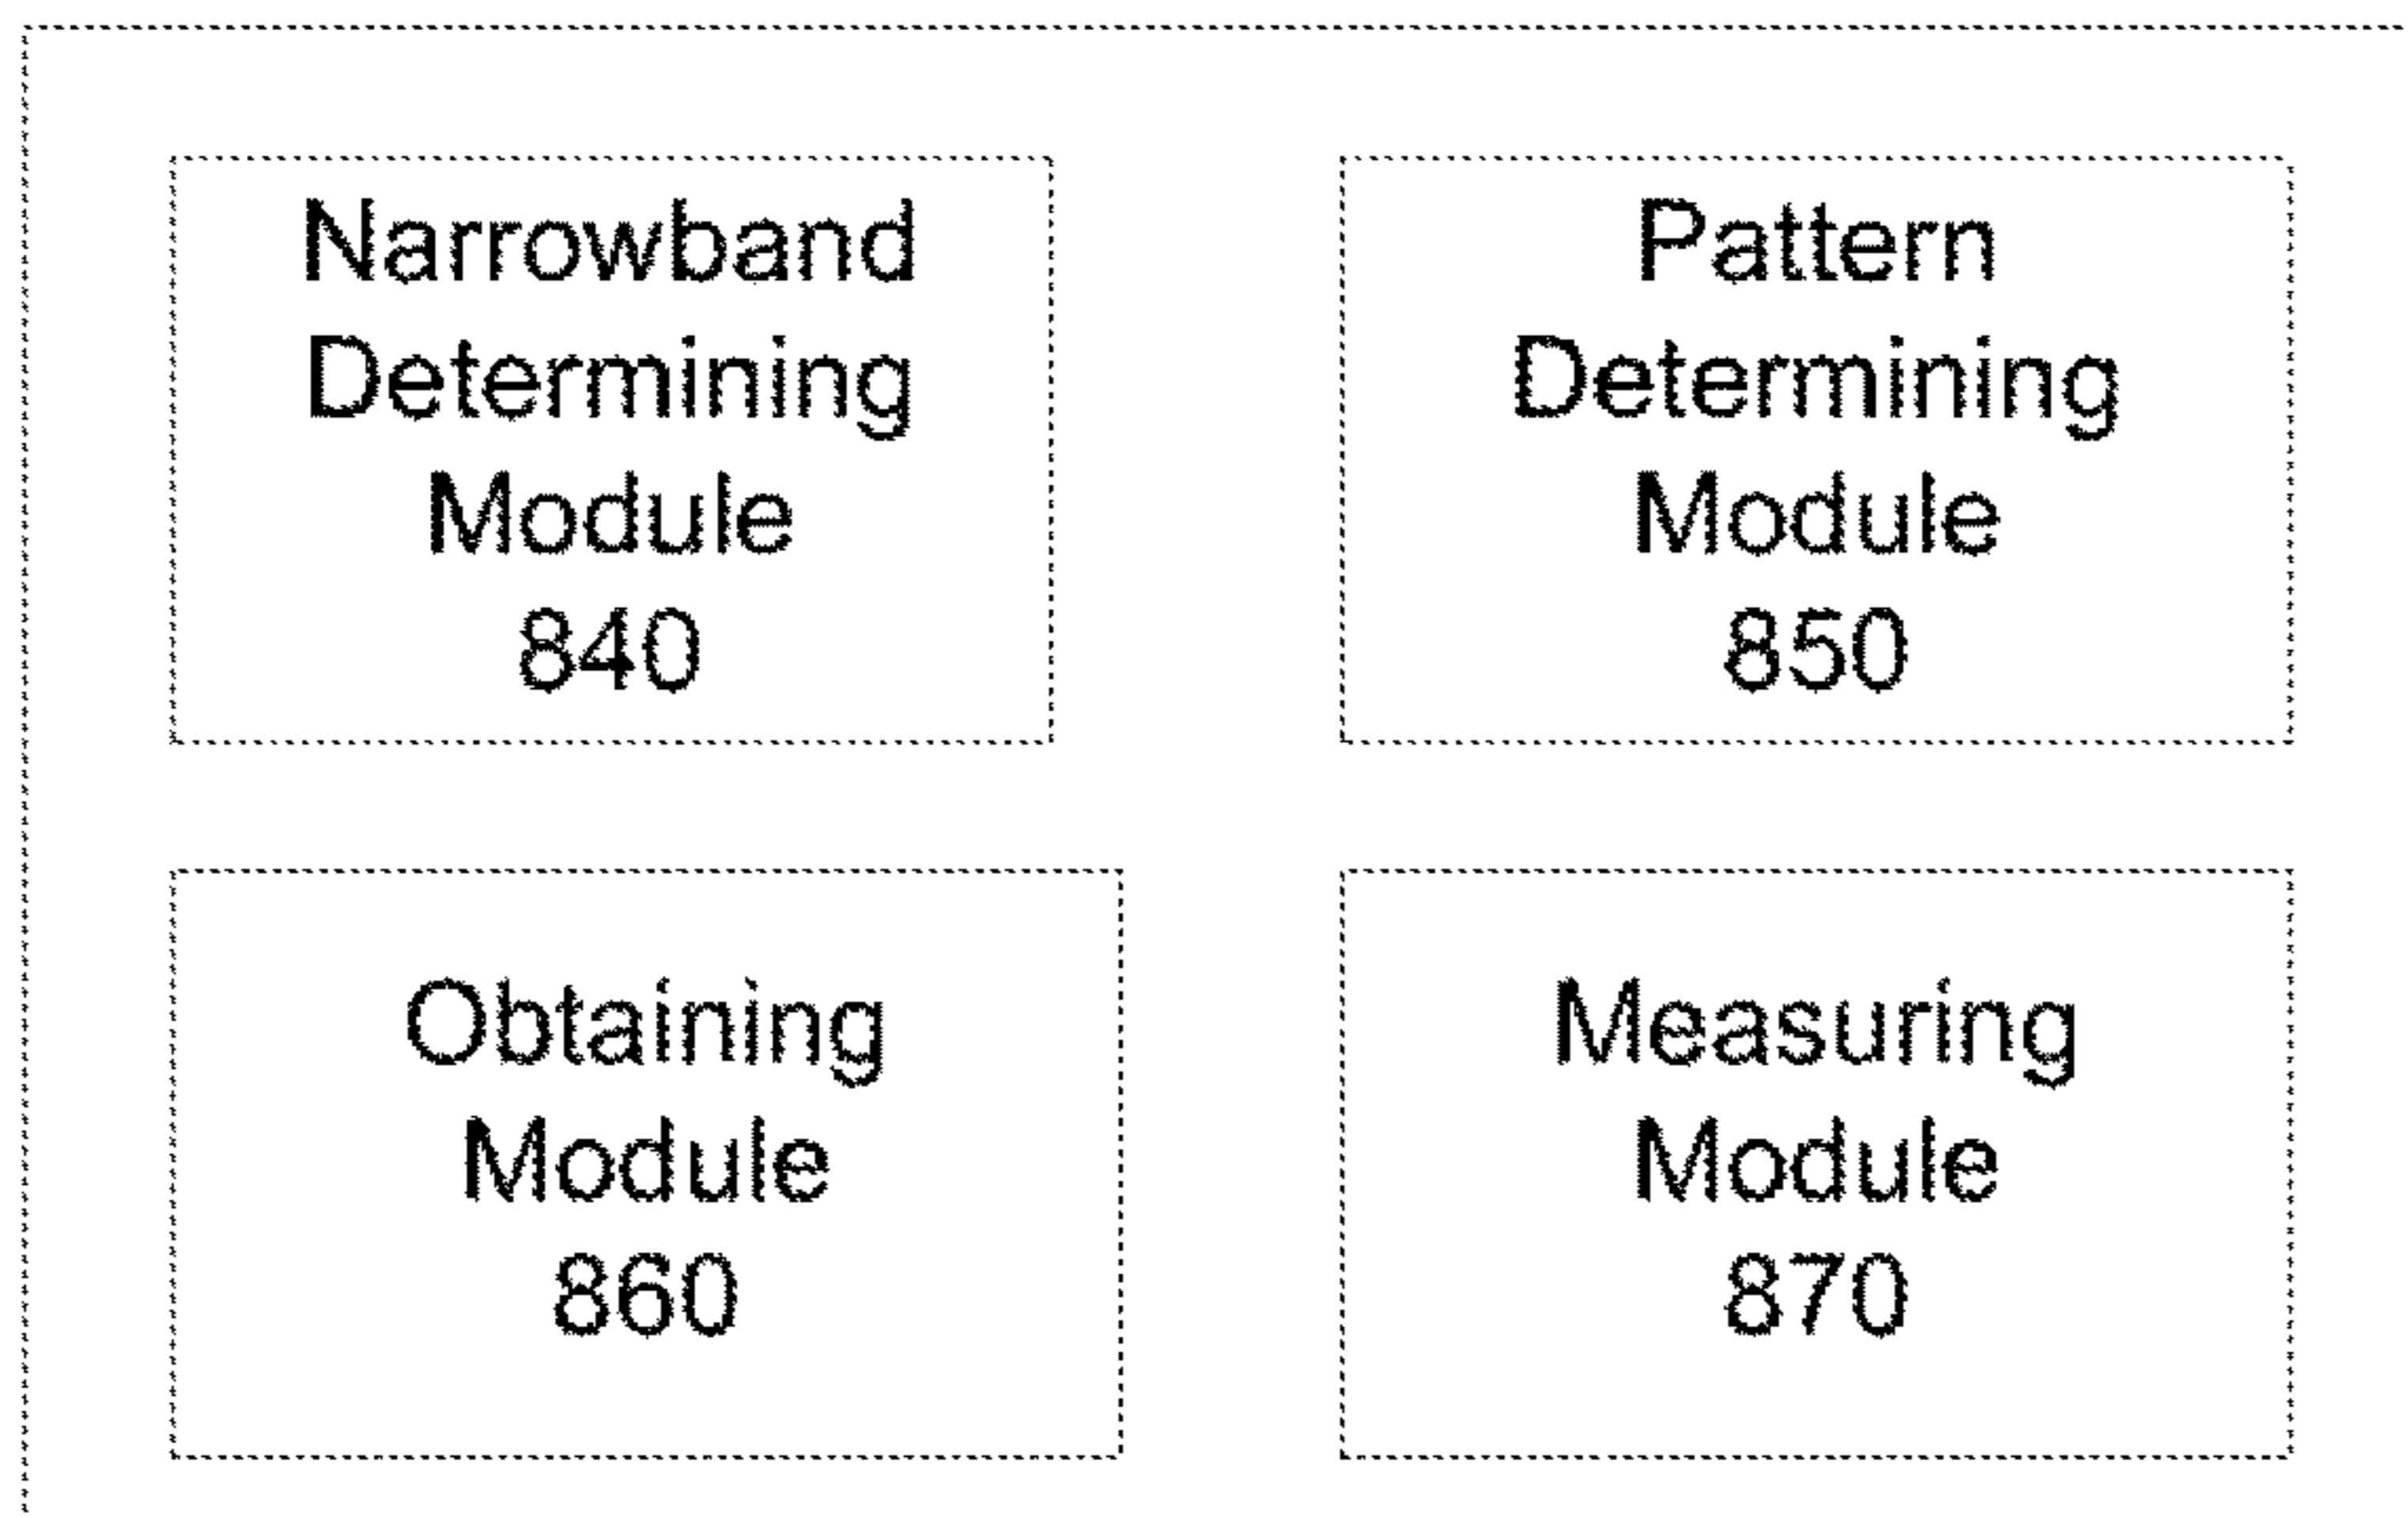 Narrowband
Determining
Module
840
Pattern
Determining
Module
850
Obtaining
Module
860
Measuring
Module
870